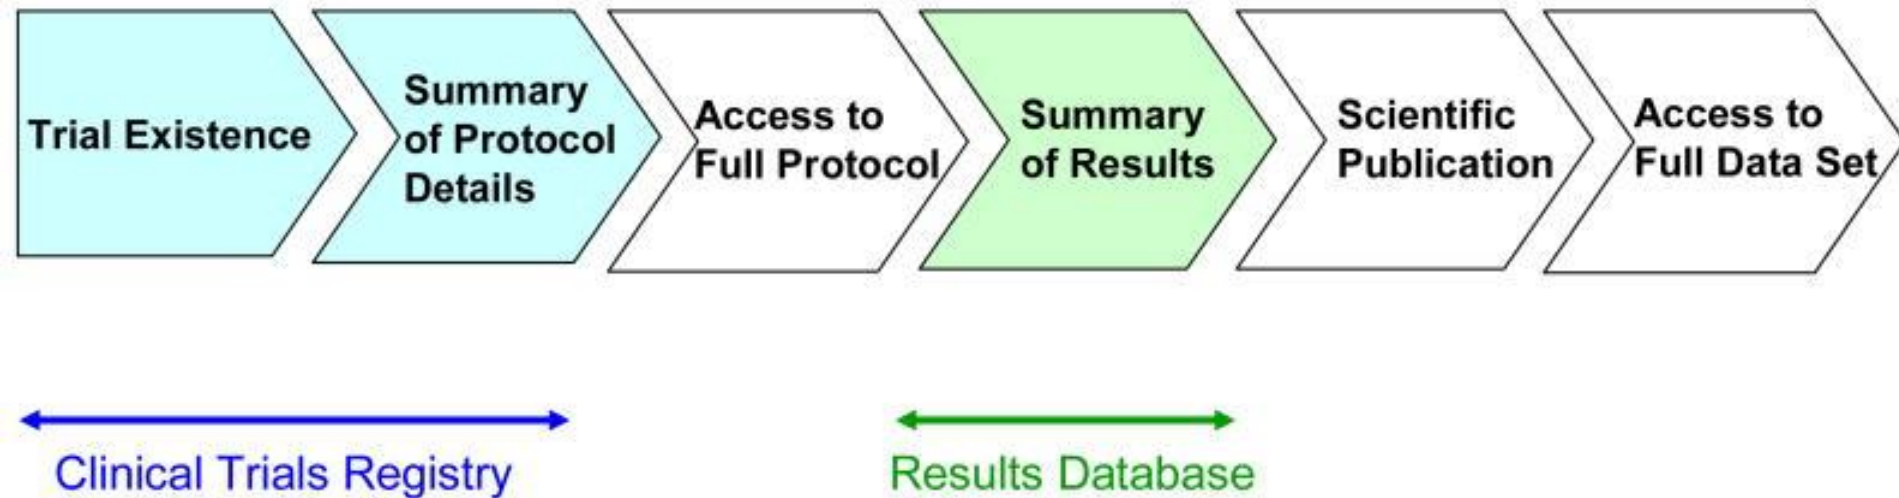 Trial Existence
Summary
of Protocol
Details
Access to
Full Protocol
Summary
of Results
Scientific
Publication
Access to
Full Data Set
Clinical Trials Registry
Results Database